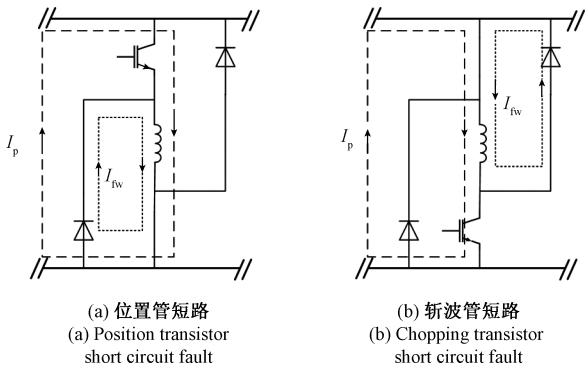 I_p
I_fw
I_p
I_fw
(a) 位置管短路
(a) Position transistor
short circuit fault
(b) 斩波管短路
(b) Chopping transistor
short circuit fault